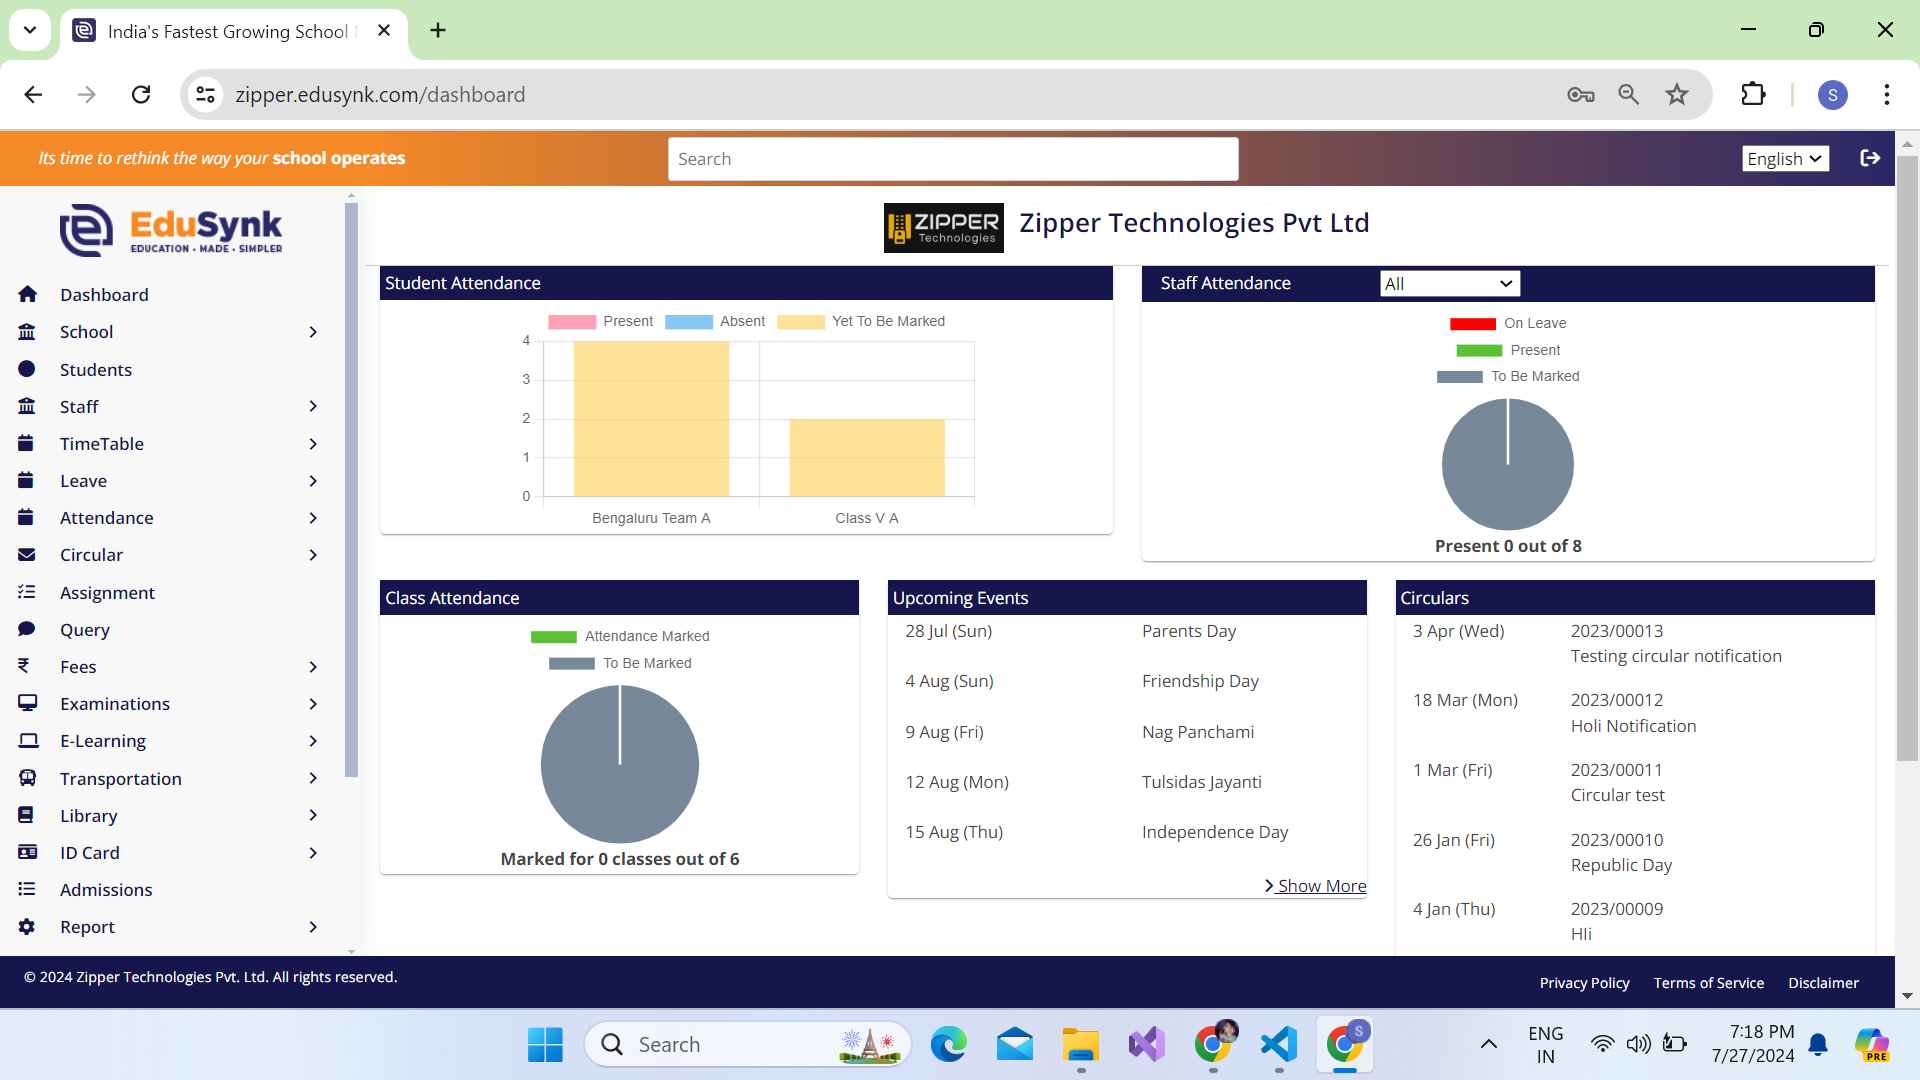 India's Fastest Growing School
zipper.edusynk.com/dashboard
S
Its time to rethink the way your school operates
Search
English
EduSynk
EDUCATION • MADE • SIMPLER
ZIPPER
Technologies
Zipper Technologies Pvt Ltd
Dashboard
School
Students
Staff
TimeTable
Leave
Attendance
Circular
Assignment
Query
Fees
Examinations
E-Learning
Transportation
Library
ID Card
Admissions
Report
Student Attendance
Present Absent Yet To Be Marked
4
3
2
1
0
Bengaluru Team A Class V A
Staff Attendance All
On Leave
Present
To Be Marked
Present 0 out of 8
Class Attendance
Attendance Marked
To Be Marked
Marked for 0 classes out of 6
Upcoming Events
28 Jul (Sun) Parents Day
4 Aug (Sun) Friendship Day
9 Aug (Fri) Nag Panchami
12 Aug (Mon) Tulsidas Jayanti
15 Aug (Thu) Independence Day
Show More
Circulars
3 Apr (Wed) 2023/00013
Testing circular notification
18 Mar (Mon) 2023/00012
Holi Notification
1 Mar (Fri) 2023/00011
Circular test
26 Jan (Fri) 2023/00010
Republic Day
4 Jan (Thu) 2023/00009
HIi
© 2024 Zipper Technologies Pvt. Ltd. All rights reserved.
Privacy Policy Terms of Service Disclaimer
Search
S
ENG
IN
7:18 PM
7/27/2024
PRE